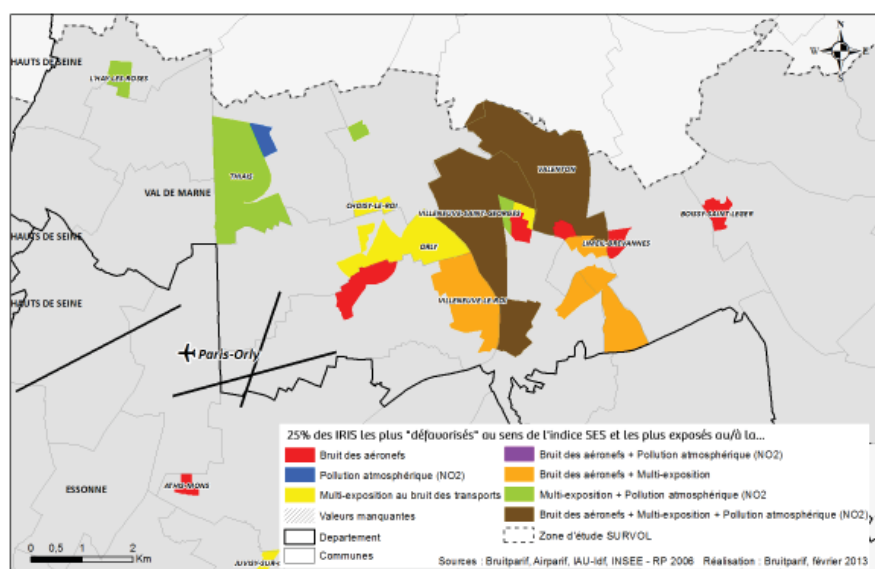 N
W E
S
HAUTS DE SEINE
L'HAY-LES-ROSES
THIAIS
VALENTON
VAL DE MARNE
CHOISY-LE-ROI
VILLENEUVE-SAINT-GEORGES
BOISSY-SAINT-LEGER
HAUTS DE SEINE
ORLY
LIMEIL-BREVANNES
HAUTS DE SEINE
VILLENEUVE-LE-ROI
Paris-Orly
25% des IRIS les plus "défavorisés" au sens de l'indice SES et les plus exposés au/à la...
Bruit des aéronefs
Bruit des aéronefs + Pollution atmosphérique (NO2)
Pollution atmosphérique (NO2)
Bruit des aéronefs + Multi-exposition
ESSONNE
ATHIS-MONS
Multi-exposition au bruit des transports
Multi-exposition + Pollution atmosphérique (NO2
Valeurs manquantes
Bruit des aéronefs + Multi-exposition + Pollution atmosphérique (NO2)
Departement
Zone d'étude SURVOL
Communes
0 0,5 1 2
Km
JUVISY-SUR-
Sources : Bruitparif, Airparif, IAU-Idf, INSEE - RP 2006 Réalisation : Bruitparif, février 2013